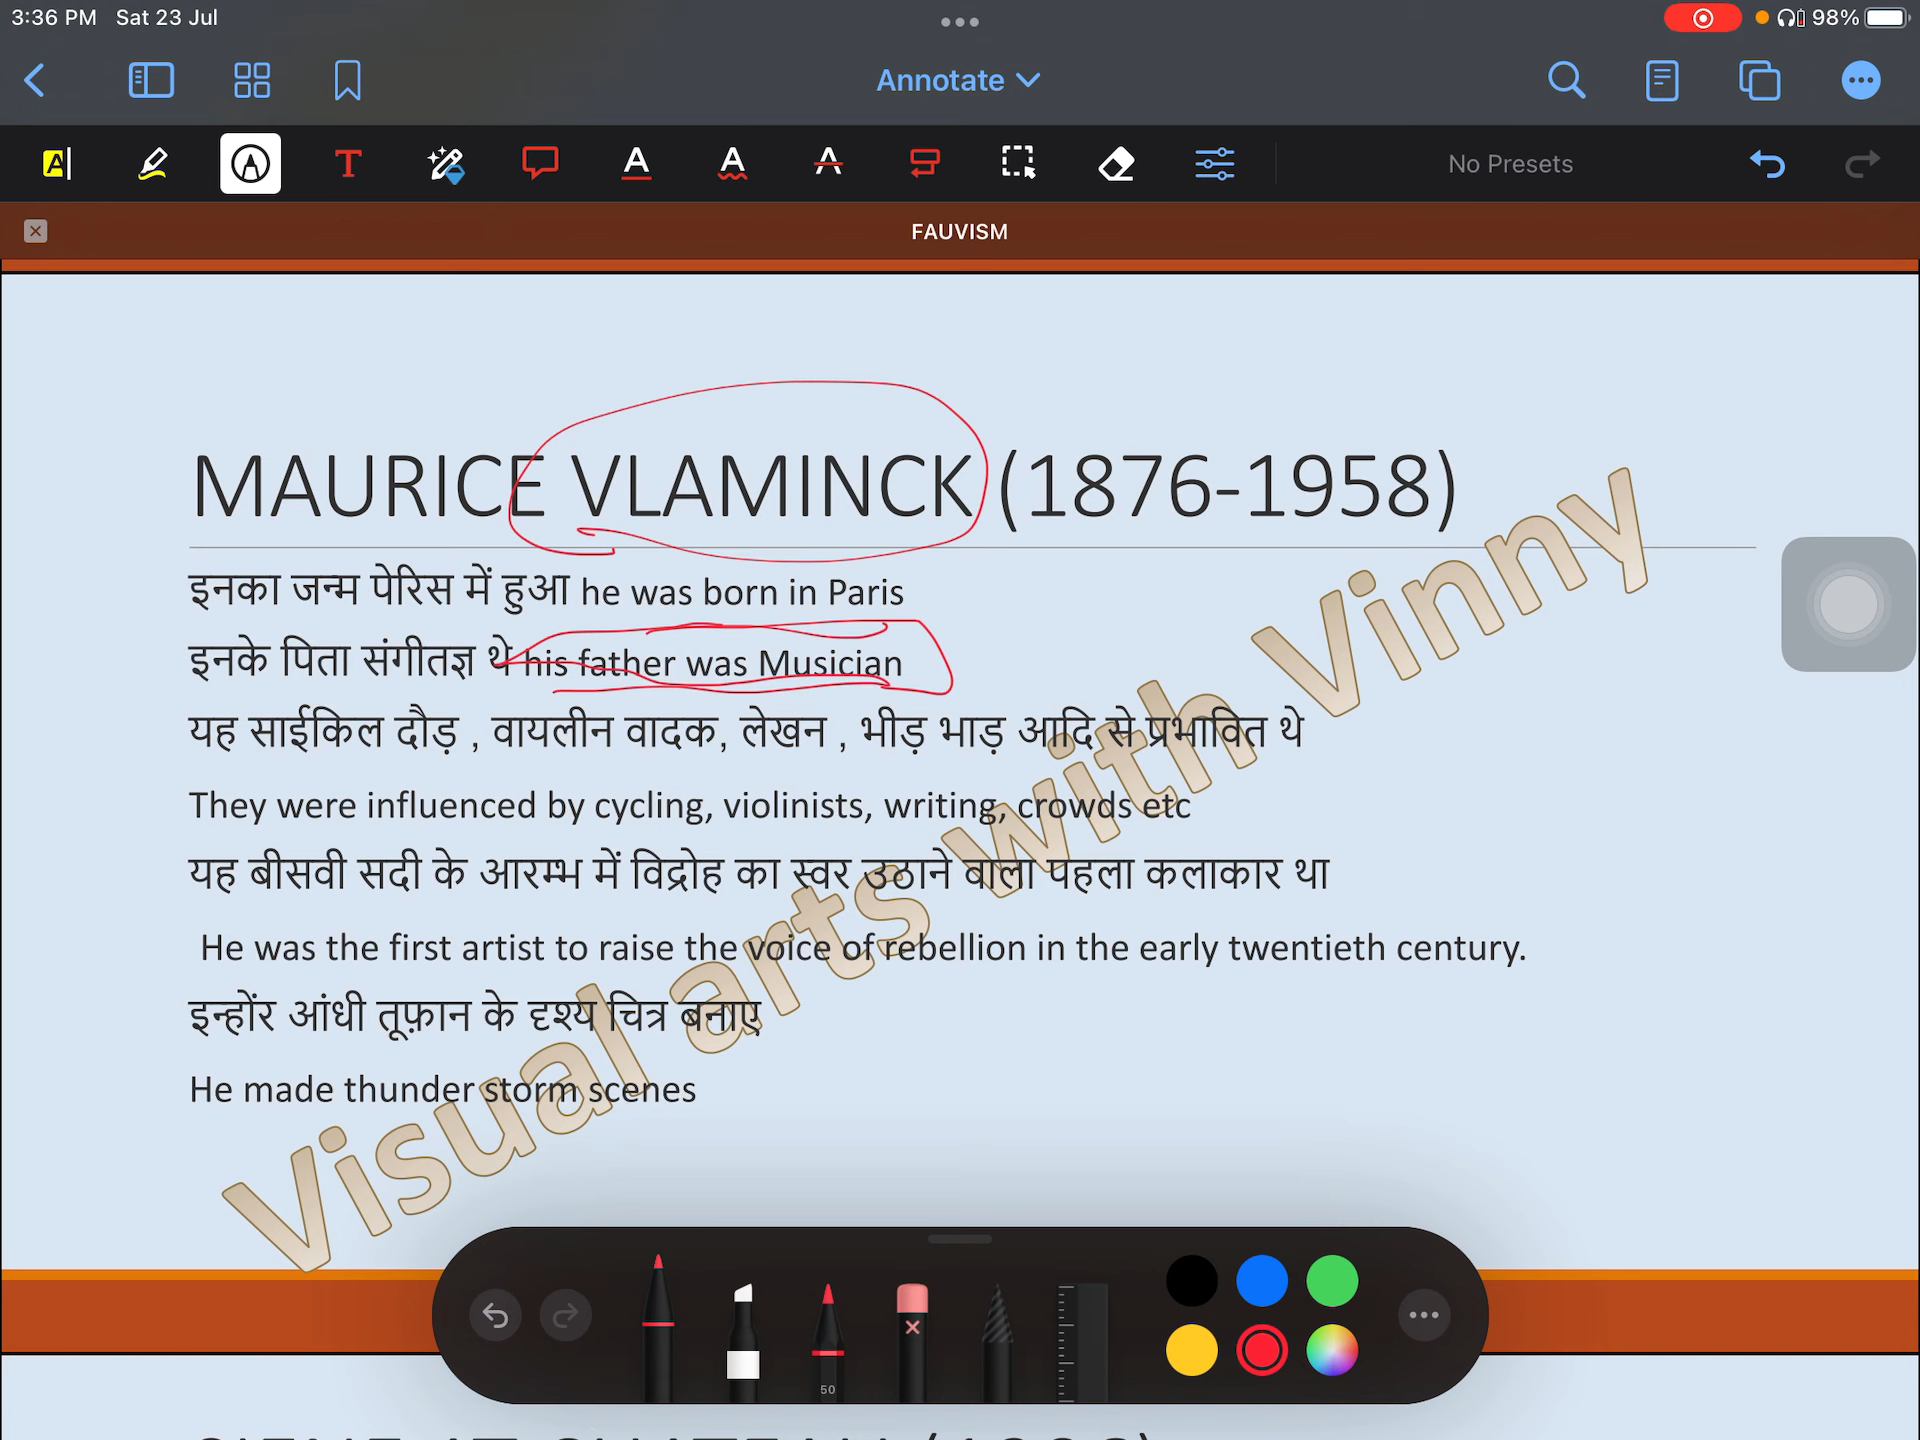 3:36 PM Sat 23 Jul
98%
Annotate
No Presets
FAUVISM
MAURICE VLAMINCK (1876-1958)
इनका जन्म पेरिस में हुआ he was born in Paris
इनके पिता संगीतज्ञ थे his father was Musician
यह साईकिल दौड़ , वायलीन वादक, लेखन , भीड़ भाड़ आदि से प्रभावित थे
They were influenced by cycling, violinists, writing, crowds etc
यह बीसवी सदी के आरम्भ में विद्रोह का स्वर उठाने वाला पहला कलाकार था
He was the first artist to raise the voice of rebellion in the early twentieth century.
इन्होंर आंधी तूफ़ान के दृश्य चित्र बनाए
He made thunder storm scenes
Visual arts with Vinny
50